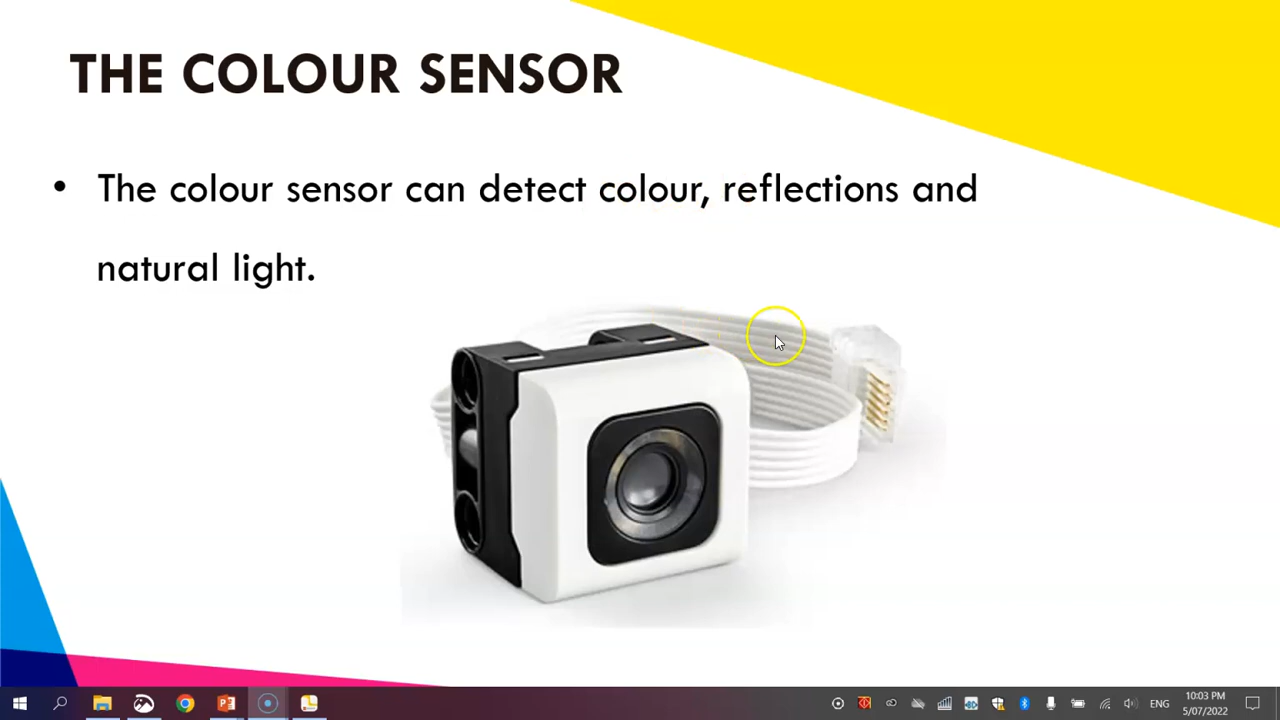 THE COLOUR SENSOR
• The colour sensor can detect colour, reflections and
natural light.
ENG
10:03 PM
5/07/2022